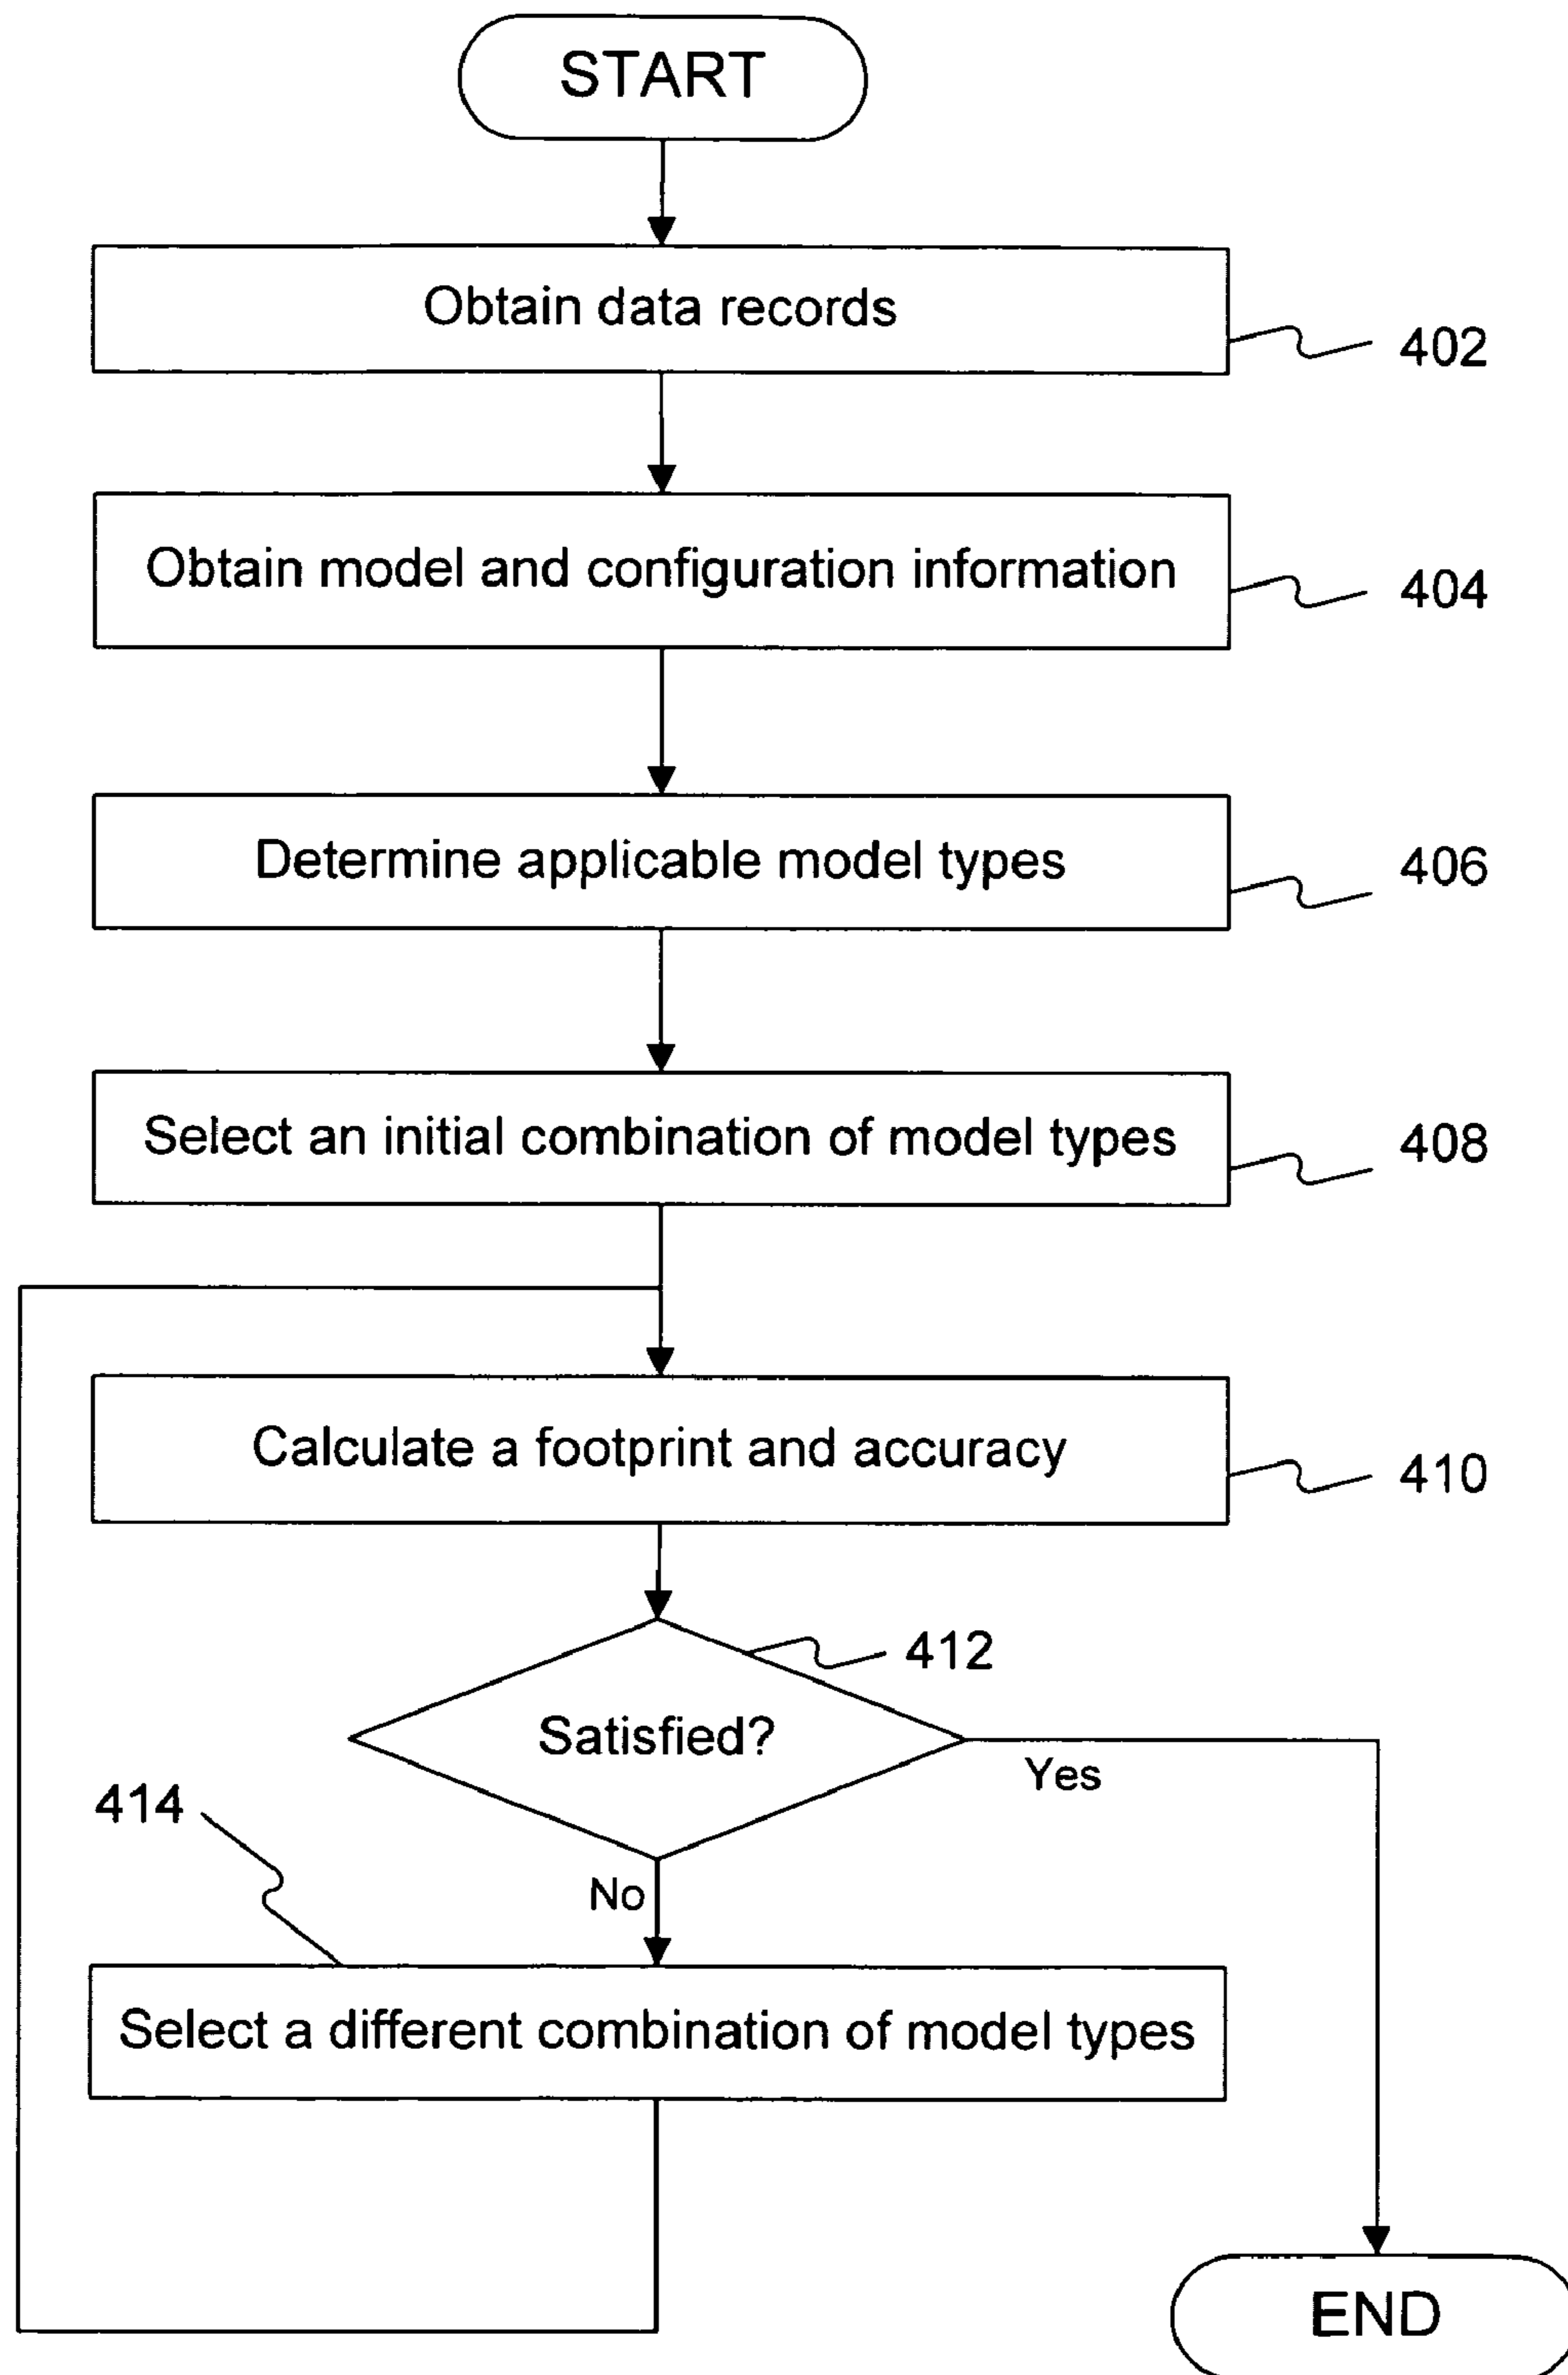 START
Obtain data records
402
Obtain model and configuration information
404
Determine applicable model types
406
Select an initial combination of model types
408
Calculate a footprint and accuracy
410
412
Satisfied?
Yes
414
No
Select a different combination of model types
END